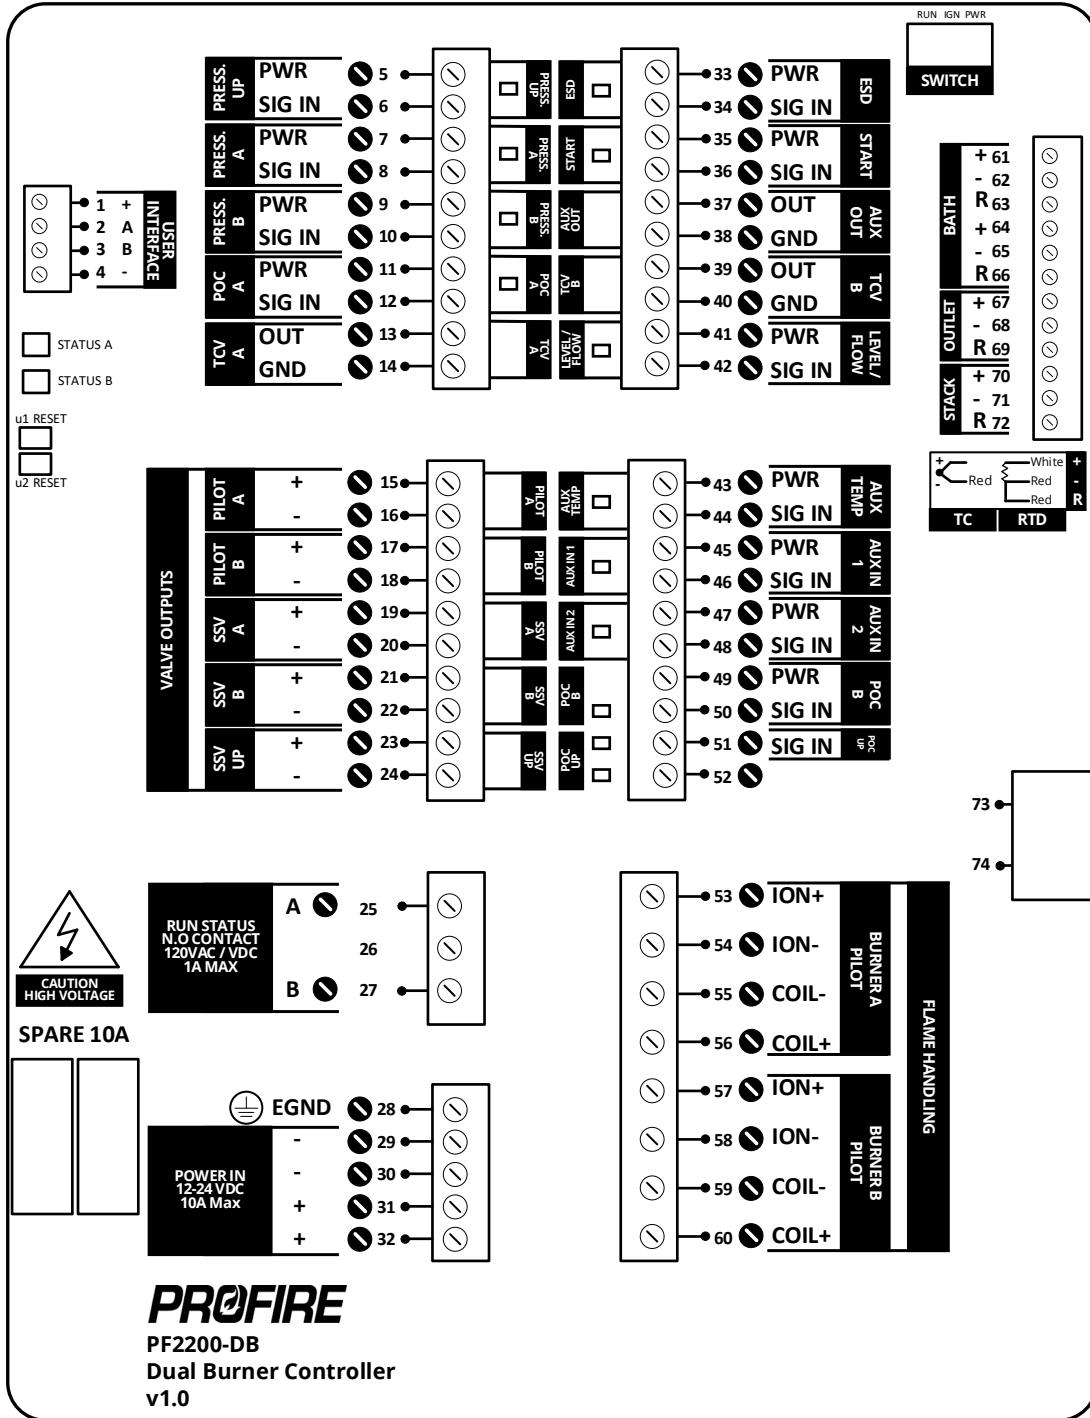 RUN IGN PWR
SWITCH
PRESS. UP
PWR 5
SIG IN 6
PRESS. A
PWR 7
SIG IN 8
PRESS. B
PWR 9
SIG IN 10
POC A
PWR 11
SIG IN 12
TCV A
OUT 13
GND 14
PRESS. UP
PRESS. A
PRESS. B
POC A
TCV A
ESD
START
AUX OUT
TCV B
LEVEL / FLOW
33 PWR
34 SIG IN
ESD
35 PWR
36 SIG IN
START
37 OUT
38 GND
AUX OUT
39 OUT
40 GND
TCV B
41 PWR
42 SIG IN
LEVEL / FLOW
1 +
2 A
3 B
4 -
USER INTERFACE
STATUS A
STATUS B
u1 RESET
u2 RESET
BATH
+ 61
- 62
R 63
+ 64
- 65
R 66
OUTLET
+ 67
- 68
R 69
STACK
+ 70
- 71
R 72
+
-
Red
TC
White +
Red -
Red R
RTD
VALVE OUTPUTS
PILOT A
+ 15
- 16
PILOT B
+ 17
- 18
SSV A
+ 19
- 20
SSV B
+ 21
- 22
SSV UP
+ 23
- 24
PILOT A
PILOT B
SSV A
SSV B
SSV UP
AUX TEMP
AUX IN 1
AUX IN 2
POC B
POC UP
43 PWR
44 SIG IN
AUX TEMP
45 PWR
46 SIG IN
AUX IN 1
47 PWR
48 SIG IN
AUX IN 2
49 PWR
50 SIG IN
POC B
51 SIG IN
POC UP
52
73
74
CAUTION
HIGH VOLTAGE
SPARE 10A
RUN STATUS
N.O CONTACT
120VAC / VDC
1A MAX
A 25
26
B 27
EGND 28
POWER IN
12-24 VDC
10A Max
- 29
- 30
+ 31
+ 32
53 ION+
54 ION-
55 COIL-
56 COIL+
BURNER A PILOT
57 ION+
58 ION-
59 COIL-
60 COIL+
BURNER B PILOT
FLAME HANDLING
PROFIRE
PF2200-DB
Dual Burner Controller
v1.0